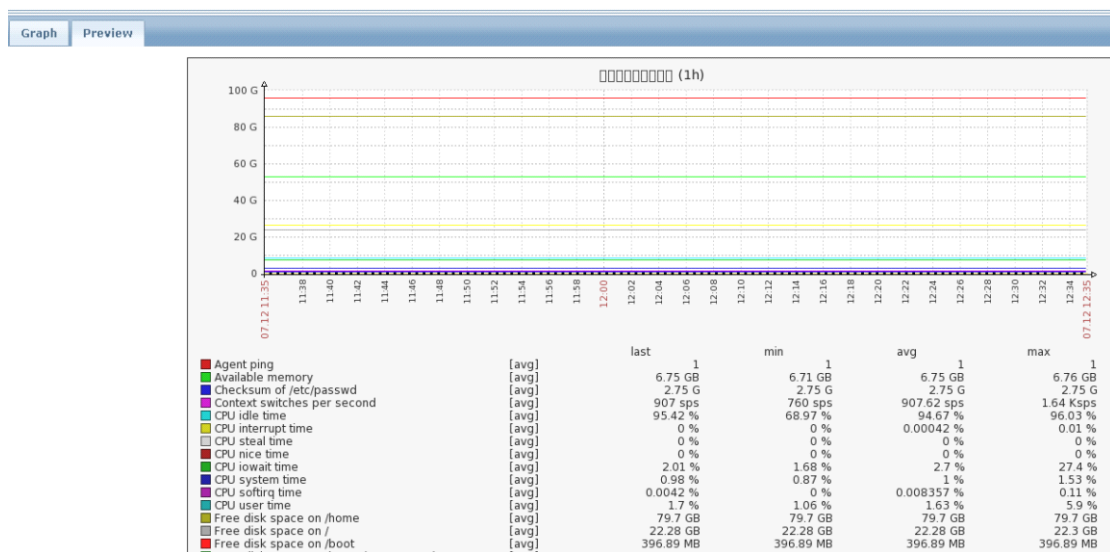 Graph Preview
(1h)
100 G
80 G
60 G
40 G
20 G
0
07.12 11:35 11:38 11:40 11:42 11:44 11:46 11:48 11:50 11:52 11:54 11:56 11:58 12:00 12:02 12:04 12:06 12:08 12:10 12:12 12:14 12:16 12:18 12:20 12:22 12:24 12:26 12:28 12:30 12:32 12:34 07.12 12:35
last min avg max
Agent ping [avg] 1 1 1 1
Available memory [avg] 6.75 GB 6.71 GB 6.75 GB 6.76 GB
Checksum of /etc/passwd [avg] 2.75 G 2.75 G 2.75 G 2.75 G
Context switches per second [avg] 907 sps 760 sps 907.62 sps 1.64 Ksps
CPU idle time [avg] 95.42 % 68.97 % 94.67 % 96.03 %
CPU interrupt time [avg] 0 % 0 % 0.00042 % 0.01 %
CPU steal time [avg] 0 % 0 % 0 % 0 %
CPU nice time [avg] 0 % 0 % 0 % 0 %
CPU iowait time [avg] 2.01 % 1.68 % 2.7 % 27.4 %
CPU system time [avg] 0.98 % 0.87 % 1 % 1.53 %
CPU softirq time [avg] 0.0042 % 0 % 0.008357 % 0.11 %
CPU user time [avg] 1.7 % 1.06 % 1.63 % 5.9 %
Free disk space on /home [avg] 79.7 GB 79.7 GB 79.7 GB 79.7 GB
Free disk space on / [avg] 22.28 GB 22.28 GB 22.28 GB 22.3 GB
Free disk space on /boot [avg] 396.89 MB 396.89 MB 396.89 MB 396.89 MB